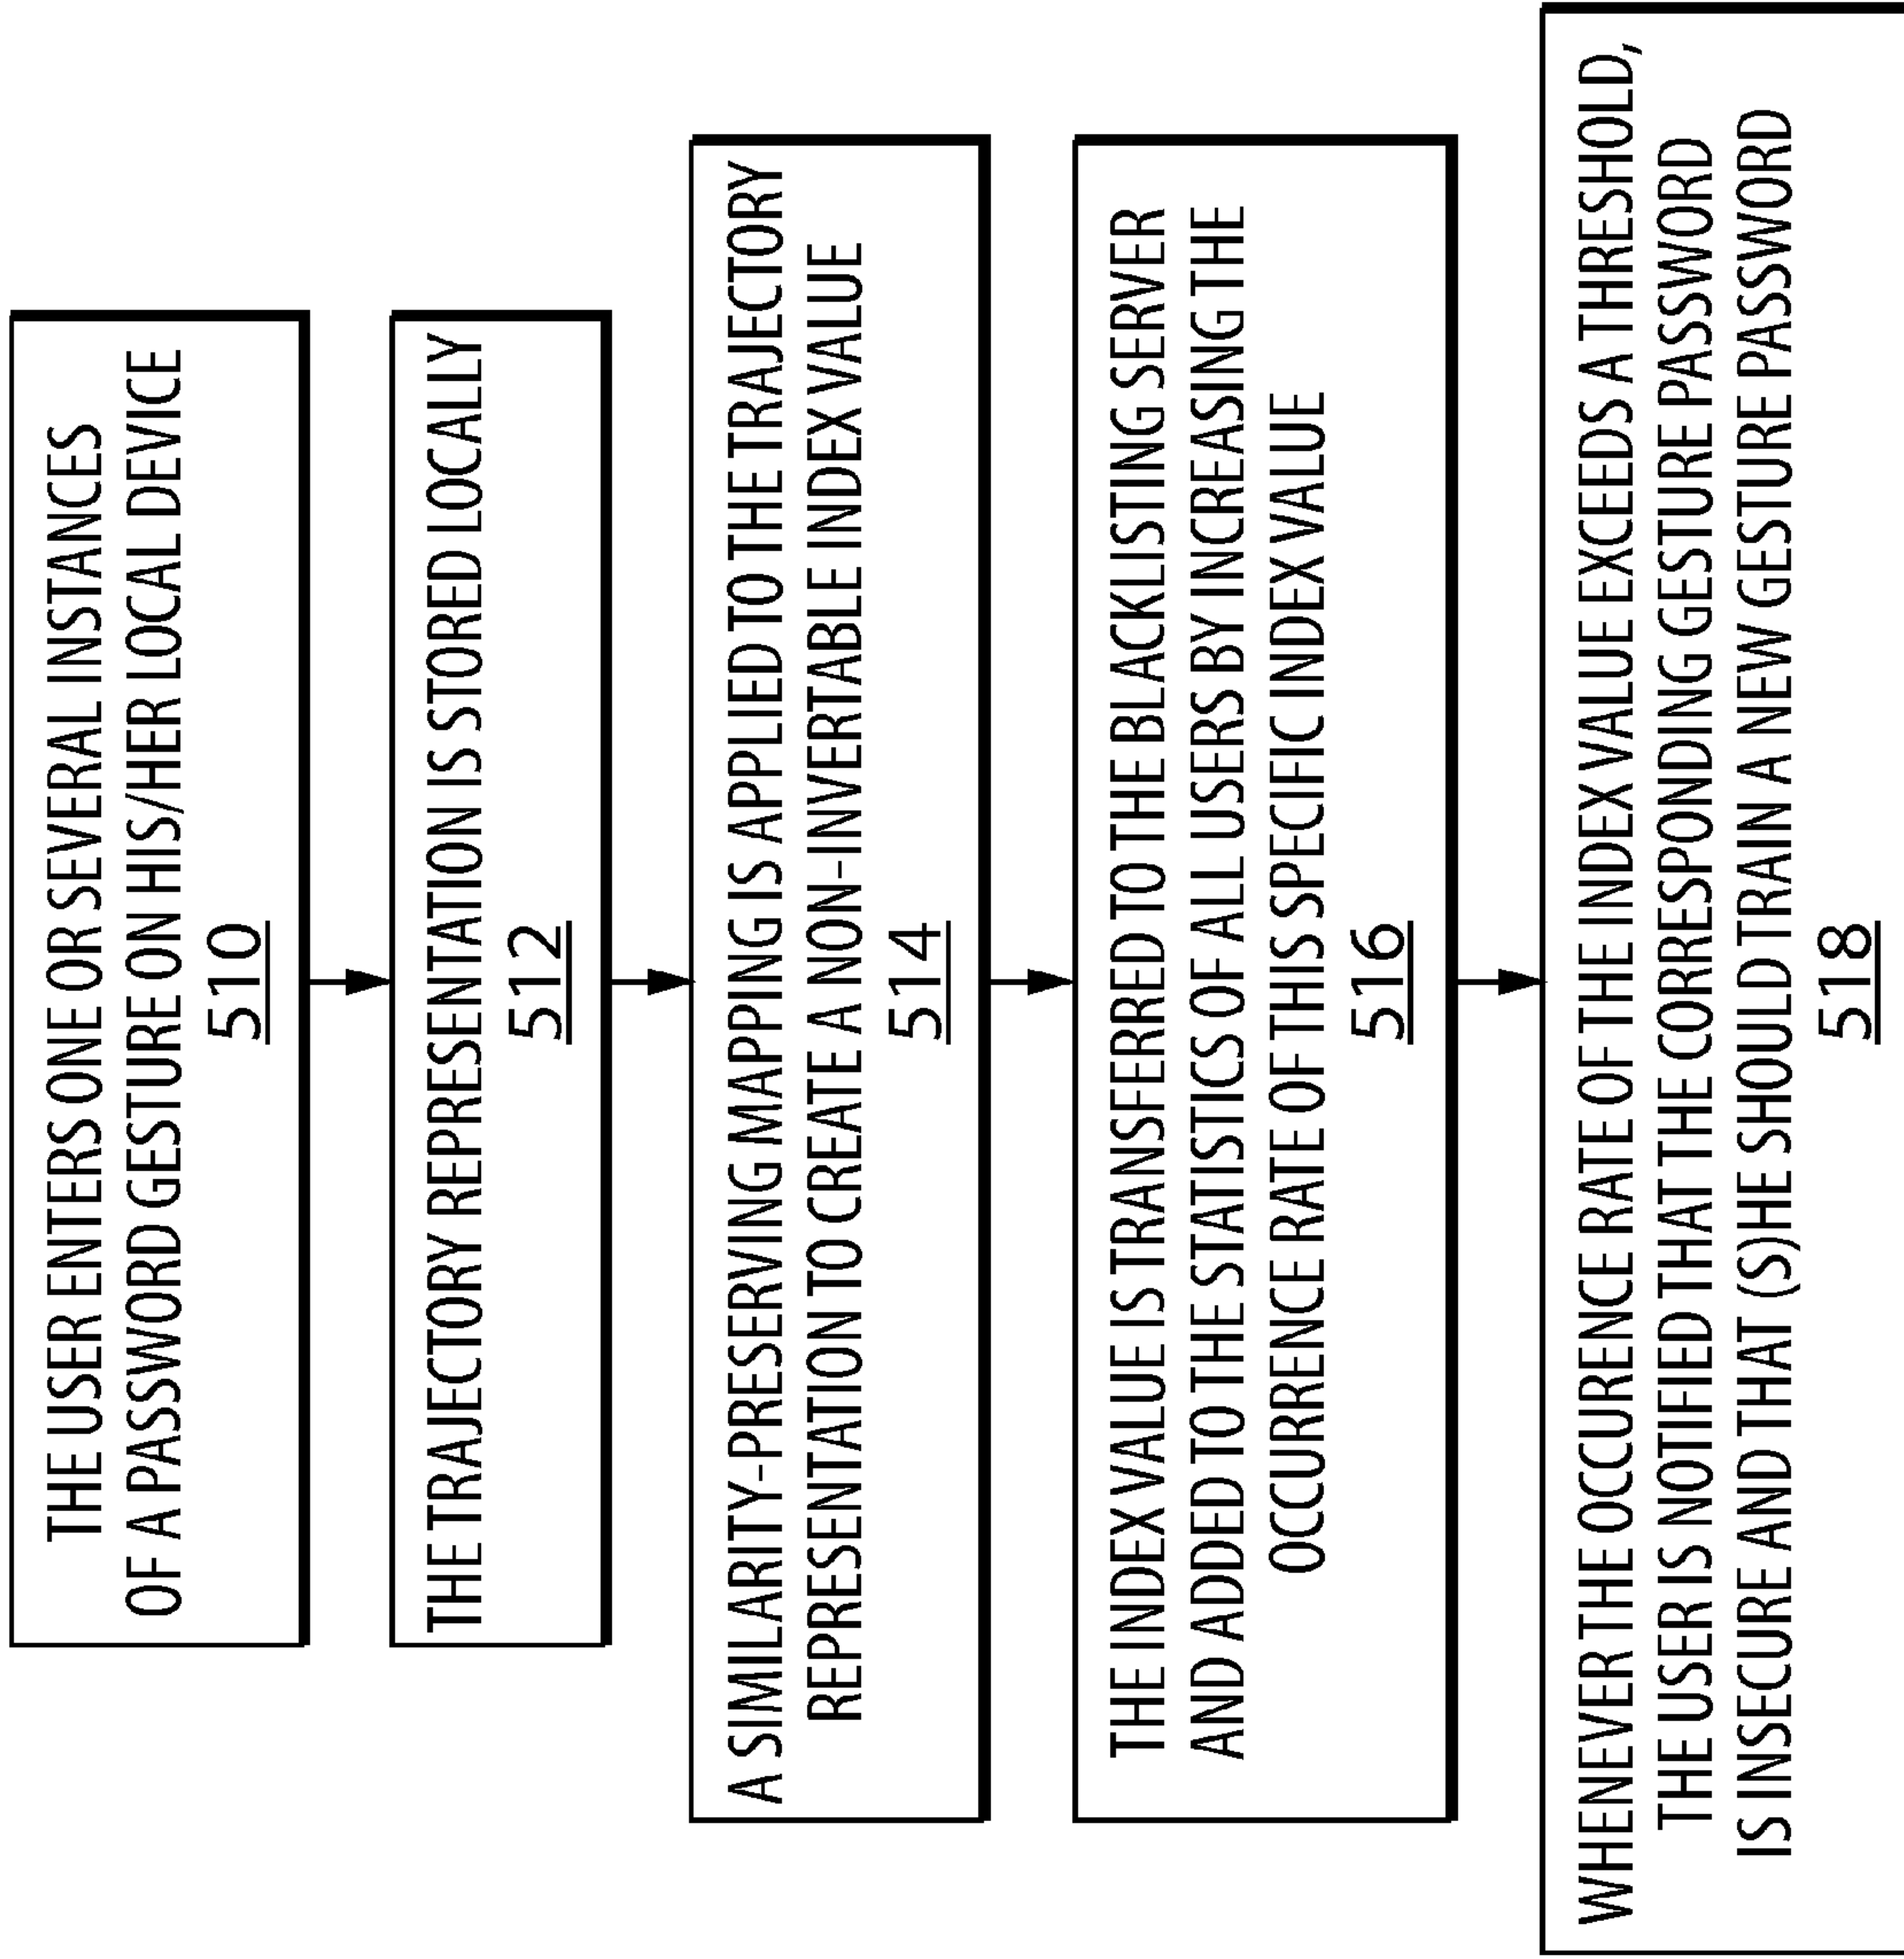 THE USER ENTERS ONE OR SEVERAL INSTANCES
OF A PASSWORD GESTURE ON HIS/HER LOCAL DEVICE
510
THE TRAJECTORY REPRESENTATION IS STORED LOCALLY
512
A SIMILARITY-PRESERVING MAPPING IS APPLIED TO THE TRAJECTORY
REPRESENTATION TO CREATE A NON-INVERTABLE INDEX VALUE
514
THE INDEX VALUE IS TRANSFERRED TO THE BLACKLISTING SERVER
AND ADDED TO THE STATISTICS OF ALL USERS BY INCREASING THE
OCCURRENCE RATE OF THIS SPECIFIC INDEX VALUE
516
WHENEVER THE OCCURENCE RATE OF THE INDEX VALUE EXCEEDS A THRESHOLD,
THE USER IS NOTIFIED THAT THE CORRESPONDING GESTURE PASSWORD
IS INSECURE AND THAT (S)HE SHOULD TRAIN A NEW GESTURE PASSWORD
518